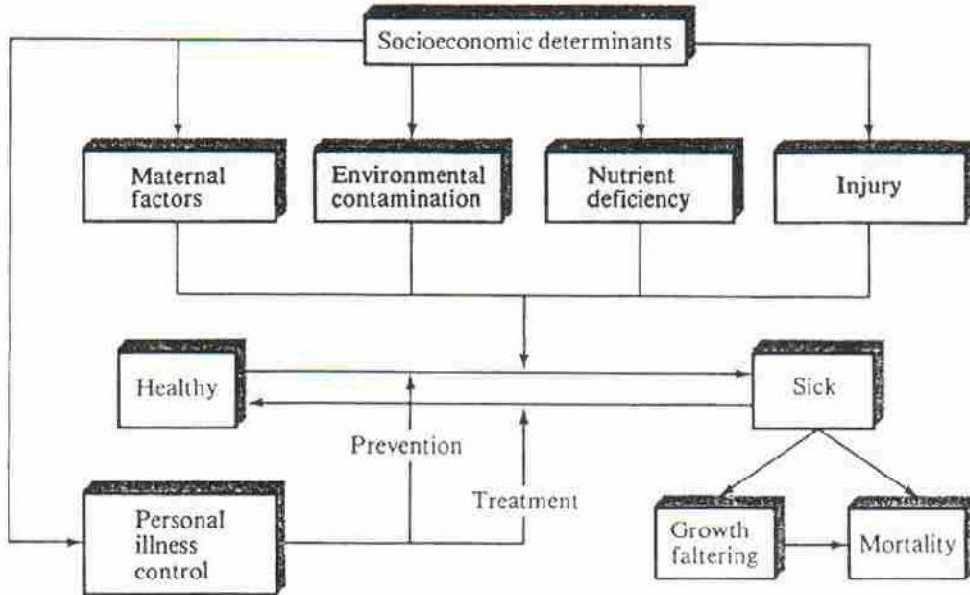 Socioeconomic determinants
Maternal
factors
Environmental
contamination
Nutrient
deficiency
Injury
Healthy
Sick
Prevention
Treatment
Personal
illness
control
Growth
faltering
Mortality